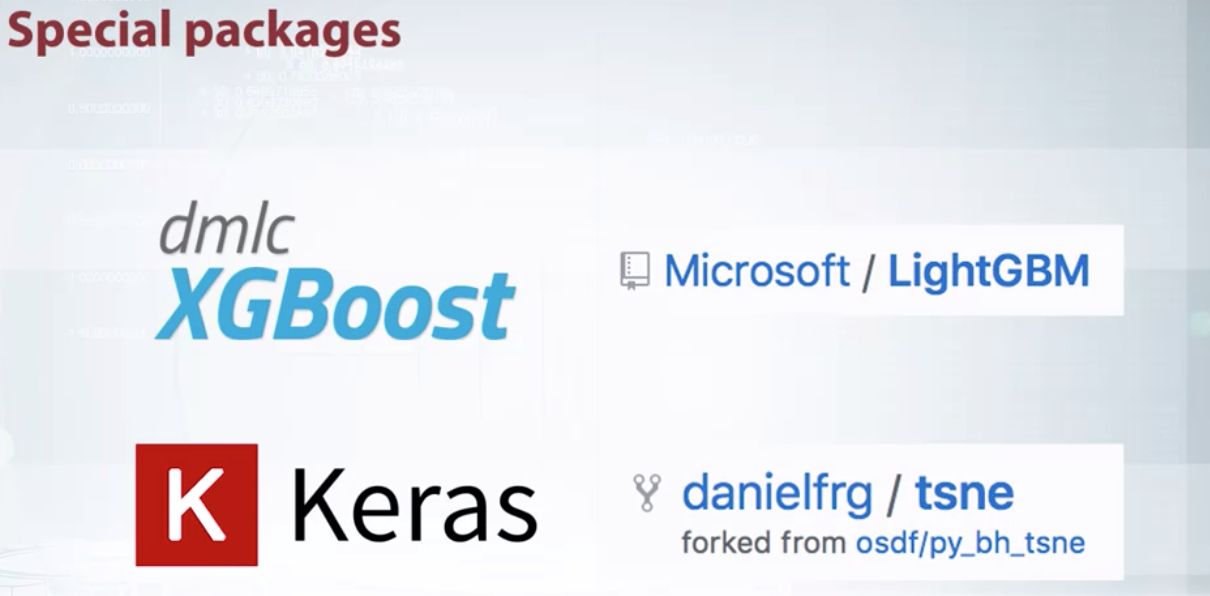 Special packages
dmlc
XGBoost
Microsoft / LightGBM
K Keras
danielfrg / tsne
forked from osdf/py_bh_tsne